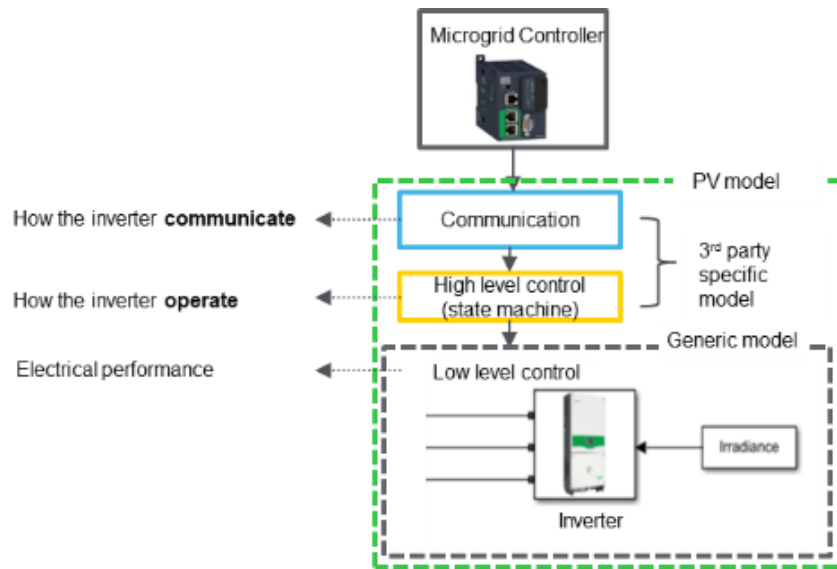 Microgrid Controller
PV model
How the inverter communicate
Communication
3rd party
specific
model
How the inverter operate
High level control
(state machine)
Generic model
Electrical performance
Low level control
Irradiance
Inverter